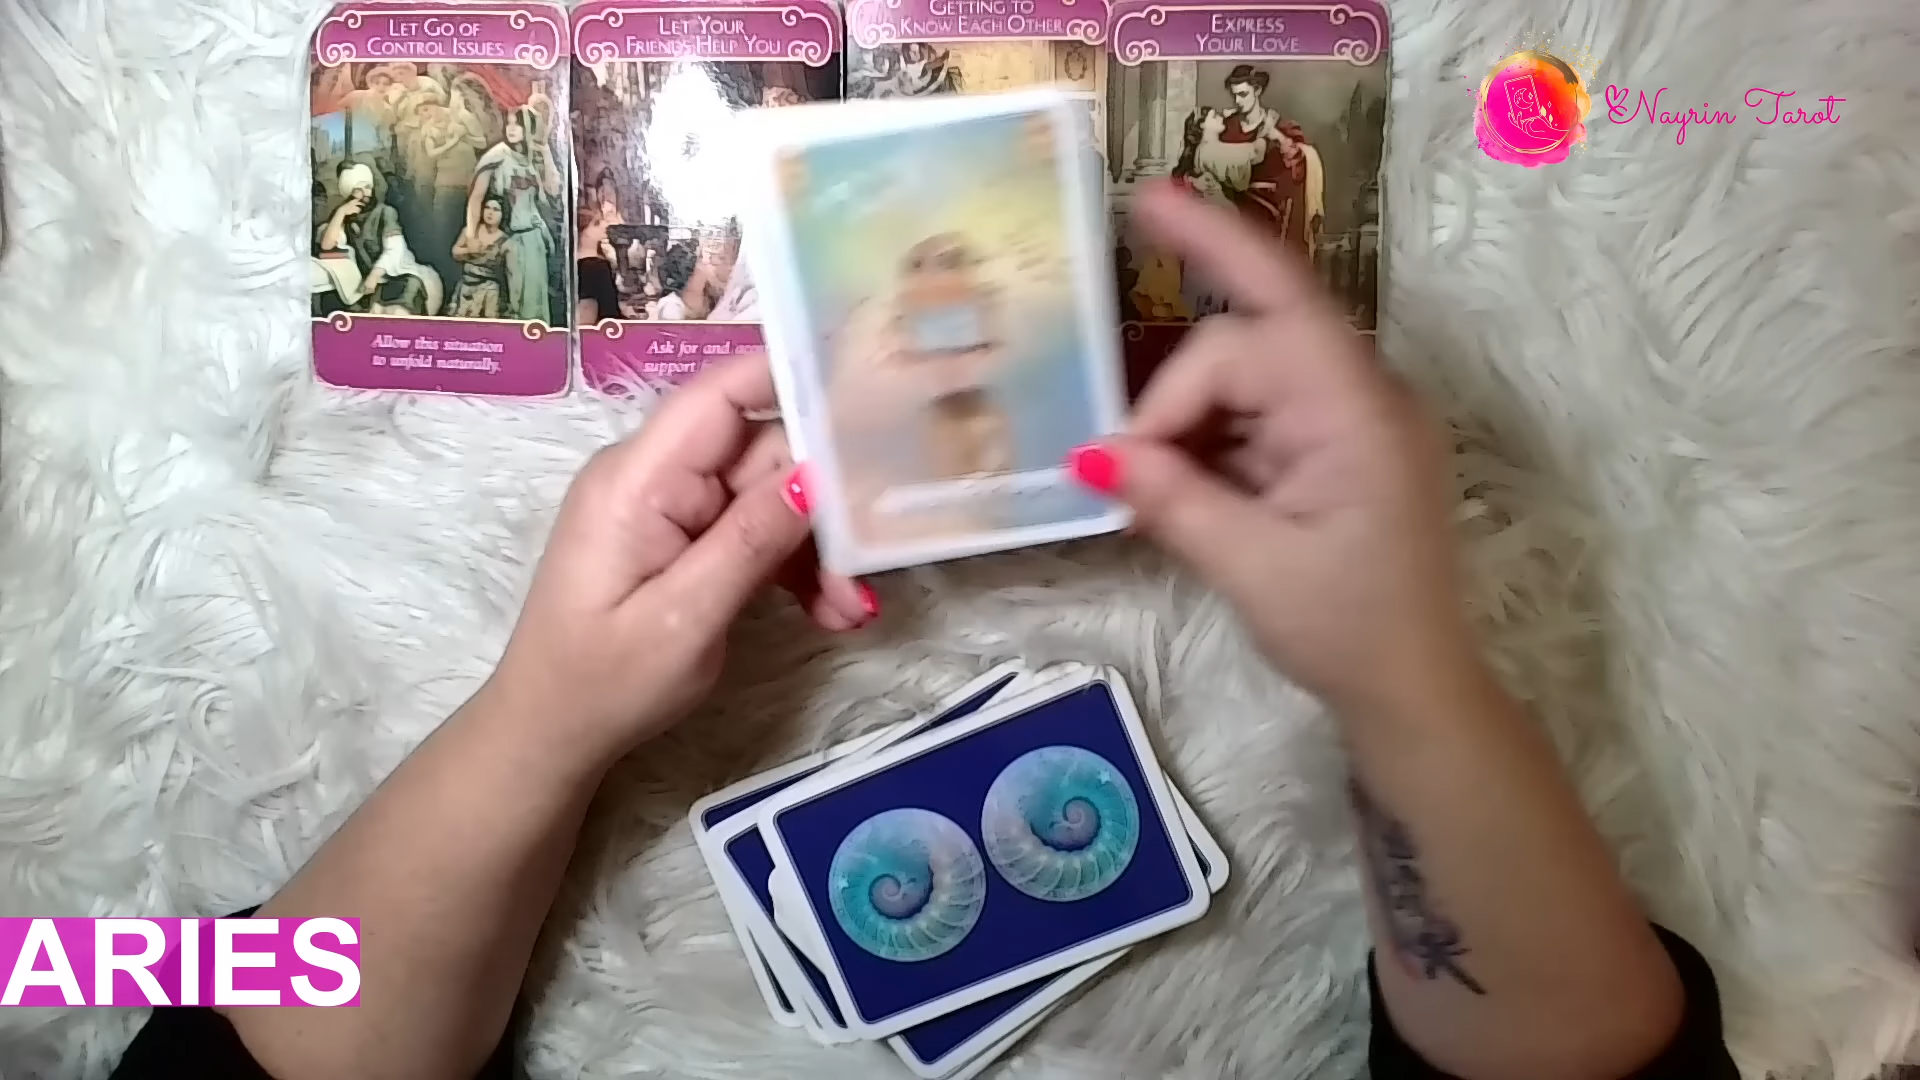 LET GO OF
CONTROL ISSUES
LET YOUR
FRIENDS HELP YOU
GETTING TO
KNOW EACH OTHER
EXPRESS
YOUR LOVE
Nayrin Tarot
Allow this situation
to unfold naturally.
Ask for and
support
ARIES